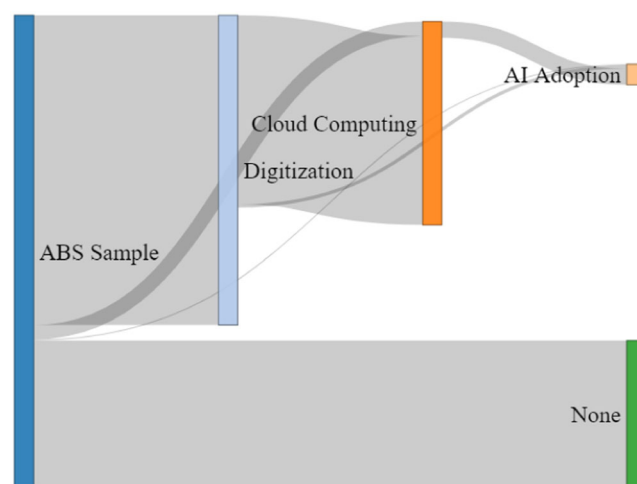 AI Adoption
Cloud Computing
Digitization
ABS Sample
None